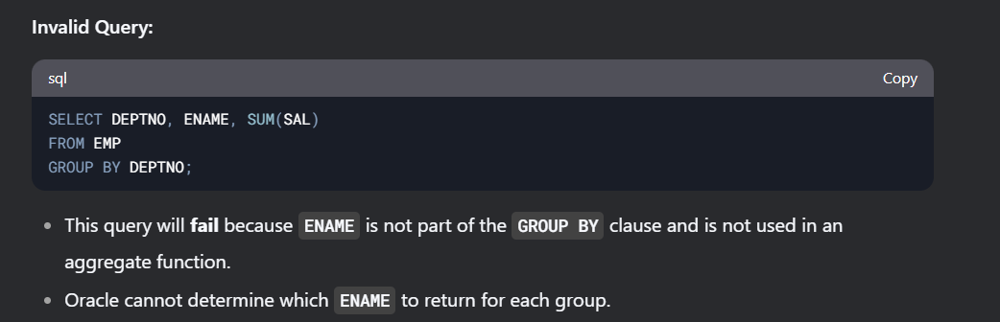 Invalid Query:
sql Copy
SELECT DEPTNO, ENAME, SUM(SAL)
FROM EMP
GROUP BY DEPTNO;
• This query will fail because ENAME is not part of the GROUP BY clause and is not used in an
aggregate function.
• Oracle cannot determine which ENAME to return for each group.